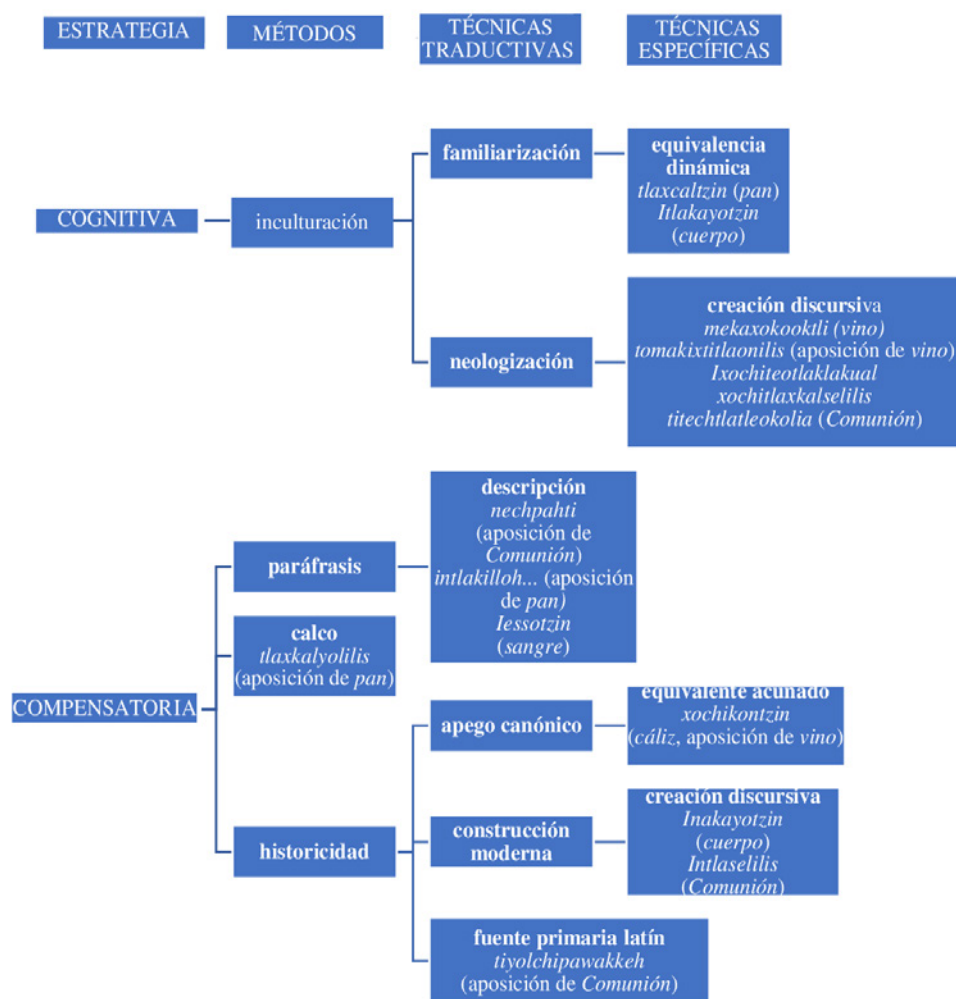 ESTRATEGIA
MÉTODOS
TÉCNICAS
TRADUCTIVAS
TÉCNICAS
ESPECÍFICAS
COGNITIVA
inculturación
familiarización
equivalencia
dinámica
tlaxcaltzin (pan)
Itlakayotzin
(cuerpo)
neologización
creación discursiva
mekaxokooktli (vino)
tomakixtitlaonilis (aposición de vino)
Ixochiteotlaklakual
xochitlaxkalselilis
titechtlatleokolia (Comunión)
COMPENSATORIA
paráfrasis
descripción
nechpahti
(aposición de
Comunión)
intlakilloh... (aposición
de pan)
Iessotzin
(sangre)
calco
tlaxkalyolilis
(aposición de pan)
historicidad
apego canónico
equivalente acuñado
xochikontzin
(cáliz, aposición de vino)
construcción
moderna
creación discursiva
Inakayotzin
(cuerpo)
Intlaselilis
(Comunión)
fuente primaria latín
tiyolchipawakkeh
(aposición de Comunión)